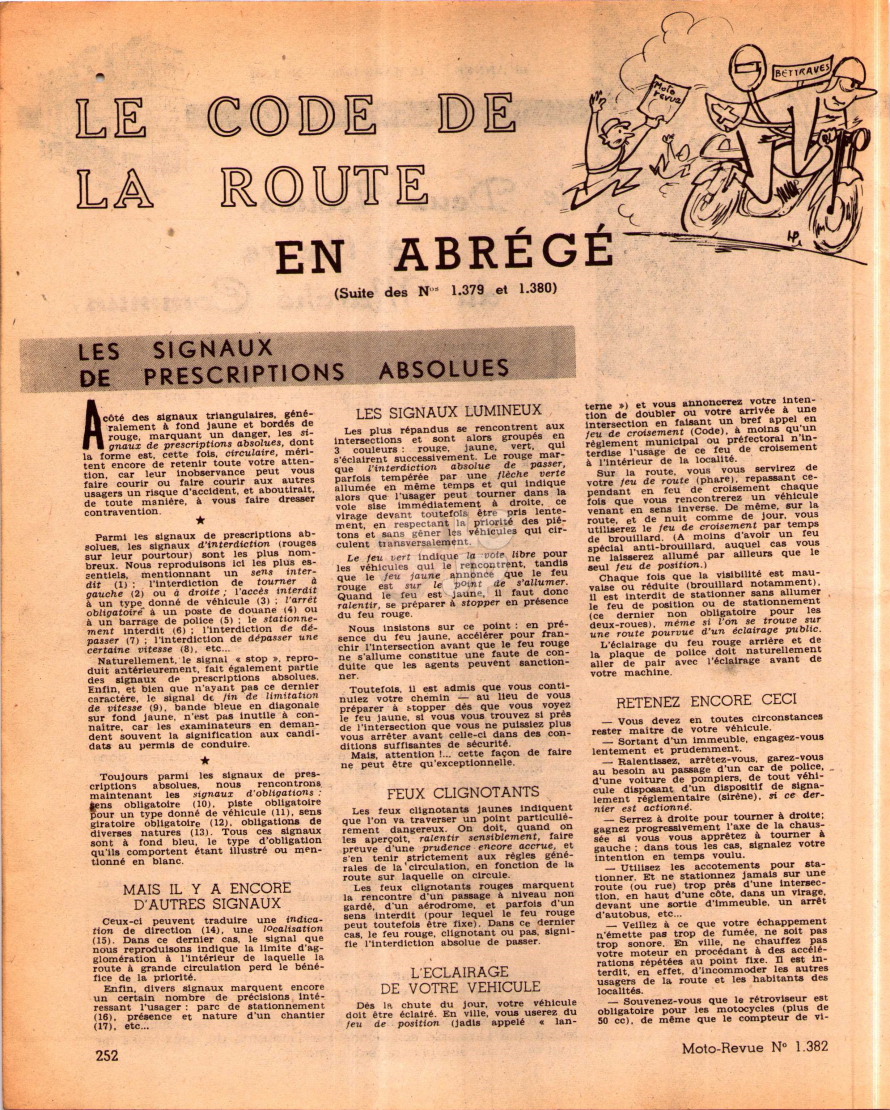 Moto
revue
BETTRAVES
LE CODE DE
LA ROUTE
EN ABRÉGÉ
(Suite des Nos 1.379 et 1.380)
LES SIGNAUX
DE PRESCRIPTIONS ABSOLUES
A côté des signaux triangulaires, géné-
ralement à fond jaune et bordés de
rouge, marquant un danger, les si-
gnaux de prescriptions absolues, dont
la forme est, cette fois, circulaire, méri-
tent encore de retenir toute votre atten-
tion, car leur inobservance peut vous
faire courir ou faire courir aux autres
usagers un risque d'accident, et aboutirait,
de toute manière, à vous faire dresser
contravention.
★
Parmi les signaux de prescriptions ab-
solues, les signaux d'interdiction (rouges
sur leur pourtour) sont les plus nom-
breux. Nous reproduisons ici les plus es-
sentiels, mentionnant un sens inter-
dit (1) ; l'interdiction de tourner à
gauche (2) ou à droite ; l'accès interdit
à un type donné de véhicule (3) ; l'arrêt
obligatoire à un poste de douane (4) ou
à un barrage de police (5) ; le stationne-
ment interdit (6) ; l'interdiction de dé-
passer (7) ; l'interdiction de dépasser une
certaine vitesse (8), etc...
Naturellement, le signal « stop », repro-
duit antérieurement, fait également partie
des signaux de prescriptions absolues.
Enfin, et bien que n'ayant pas ce dernier
caractère, le signal de fin de limitation
de vitesse (9), bande bleue en diagonale
sur fond jaune, n'est pas inutile à con-
naître, car les examinateurs en deman-
dent souvent la signification aux candi-
dats au permis de conduire.
★
Toujours parmi les signaux de pres-
criptions absolues, nous rencontrons
maintenant les signaux d'obligations :
sens obligatoire (10), piste obligatoire
pour un type donné de véhicule (11), sens
giratoire obligatoire (12), obligations de
diverses natures (13). Tous ces signaux
sont à fond bleu, le type d'obligation
qu'ils comportent étant illustré ou men-
tionné en blanc.
MAIS IL Y A ENCORE
D'AUTRES SIGNAUX
Ceux-ci peuvent traduire une indica-
tion de direction (14), une localisation
(15). Dans ce dernier cas, le signal que
nous reproduisons indique la limite d'ag-
glomération à l'intérieur de laquelle la
route à grande circulation perd le béné-
fice de la priorité.
Enfin, divers signaux marquent encore
un certain nombre de précisions inté-
ressant l'usager : parc de stationnement
(16), présence et nature d'un chantier
(17), etc...
LES SIGNAUX LUMINEUX
Les plus répandus se rencontrent aux
intersections et sont alors groupés en
3 couleurs : rouge, jaune, vert, qui
s'éclairent successivement. Le rouge mar-
que l'interdiction absolue de passer,
parfois tempérée par une flèche verte
allumée en même temps et qui indique
alors que l'usager peut tourner dans la
voie sise immédiatement à droite, ce
virage devant toutefois être pris lente-
ment, en respectant la priorité des pié-
tons et sans gêner les véhicules qui cir-
culent transversalement.
Le feu vert indique la voie libre pour
les véhicules qui le rencontrent, tandis
que le feu jaune annonce que le feu
rouge est sur le point de s'allumer.
Quand le feu est jaune, il faut donc
ralentir, se préparer à stopper en présence
du feu rouge.
Nous insistons sur ce point : en pré-
sence du feu jaune, accélérer pour fran-
chir l'intersection avant que le feu rouge
ne s'allume constitue une faute de con-
duite que les agents peuvent sanction-
ner.
Toutefois, il est admis que vous conti-
nuiez votre chemin — au lieu de vous
préparer à stopper dès que vous voyez
le feu jaune, si vous vous trouvez si près
de l'intersection que vous ne puissiez plus
vous arrêter avant celle-ci dans des con-
ditions suffisantes de sécurité.
Mais, attention !... cette façon de faire
ne peut être qu'exceptionnelle.
FEUX CLIGNOTANTS
Les feux clignotants jaunes indiquent
que l'on va traverser un point particuliè-
rement dangereux. On doit, quand on
les aperçoit, ralentir sensiblement, faire
preuve d'une prudence encore accrue, et
s'en tenir strictement aux règles géné-
rales de la circulation, en fonction de la
route sur laquelle on circule.
Les feux clignotants rouges marquent
la rencontre d'un passage à niveau non
gardé, d'un aérodrome, et parfois d'un
sens interdit (pour lequel le feu rouge
peut toutefois être fixe). Dans ce dernier
cas, le feu rouge, clignotant ou pas, signi-
fie l'interdiction absolue de passer.
L'ECLAIRAGE
DE VOTRE VEHICULE
Dès la chute du jour, votre véhicule
doit être éclairé. En ville, vous userez du
feu de position (jadis appelé « lan-
terne ») et vous annoncerez votre inten-
tion de doubler ou votre arrivée à une
intersection en faisant un bref appel en
feu de croisement (Code), à moins qu'un
règlement municipal ou préfectoral n'in-
terdise l'usage de ce feu de croisement
à l'intérieur de la localité.
Sur la route, vous vous servirez de
votre feu de route (phare), repassant ce-
pendant en feu de croisement chaque
fois que vous rencontrerez un véhicule
venant en sens inverse. De même, sur la
route, et de nuit comme de jour, vous
utiliserez le feu de croisement par temps
de brouillard. (A moins d'avoir un feu
spécial anti-brouillard, auquel cas vous
ne laisserez allumé par ailleurs que le
seul feu de position.)
Chaque fois que la visibilité est mau-
vaise ou réduite (brouillard notamment),
il est interdit de stationner sans allumer
le feu de position ou de stationnement
(ce dernier non obligatoire pour les
deux-roues), même si l'on se trouve sur
une route pourvue d'un éclairage public.
L'éclairage du feu rouge arrière et de
la plaque de police doit naturellement
aller de pair avec l'éclairage avant de
votre machine.
RETENEZ ENCORE CECI
— Vous devez en toutes circonstances
rester maître de votre véhicule.
— Sortant d'un immeuble, engagez-vous
lentement et prudemment.
— Ralentissez, arrêtez-vous, garez-vous
au besoin au passage d'un car de police,
d'une voiture de pompiers, de tout véhi-
cule disposant d'un dispositif de signa-
lement réglementaire (sirène), si ce der-
nier est actionné.
— Serrez à droite pour tourner à droite;
gagnez progressivement l'axe de la chaus-
sée si vous vous apprêtez à tourner à
gauche ; dans tous les cas, signalez votre
intention en temps voulu.
— Utilisez les accotements pour sta-
tionner. Et ne stationnez jamais sur une
route (ou rue) trop près d'une intersec-
tion, en haut d'une côte, dans un virage,
devant une sortie d'immeuble, un arrêt
d'autobus, etc...
— Veillez à ce que votre échappement
n'émette pas trop de fumée, ne soit pas
trop sonore. En ville, ne chauffez pas
votre moteur en procédant à des accélé-
rations répétées au point fixe. Il est in-
terdit, en effet, d'incommoder les autres
usagers de la route et les habitants des
localités.
— Souvenez-vous que le rétroviseur est
obligatoire pour les motocycles (plus de
50 cc), de même que le compteur de vi-
252
Moto-Revue N° 1.382